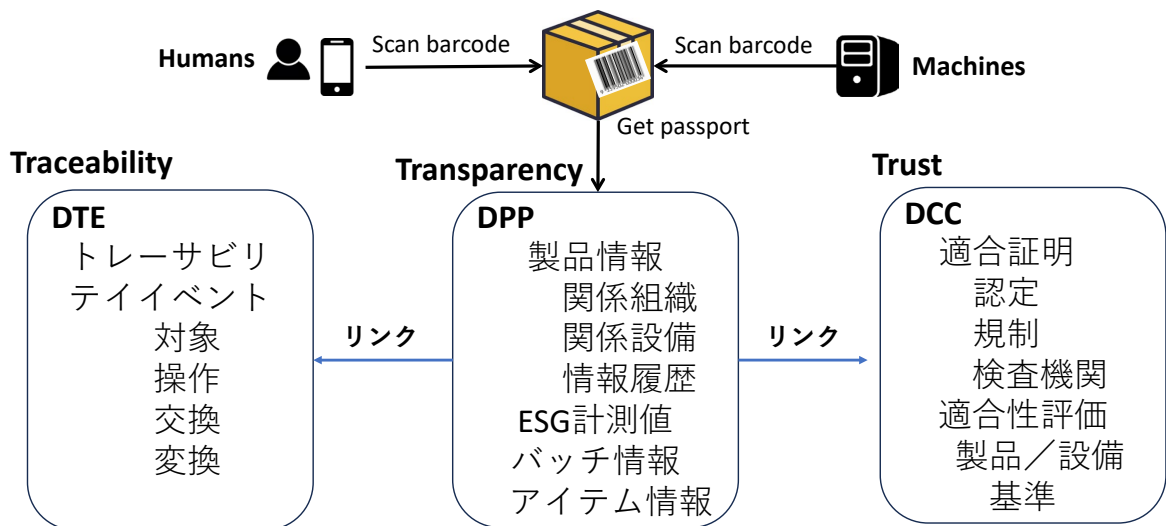 Humans
Scan barcode
Scan barcode
Machines
Get passport
Traceability
DTE
トレーサビリ
テイイベント
対象
操作
交換
変換
リンク
Transparency
DPP
製品情報
関係組織
関係設備
情報履歴
ESG計測値
バッチ情報
アイテム情報
リンク
Trust
DCC
適合証明
認定
規制
検査機関
適合性評価
製品／設備
基準